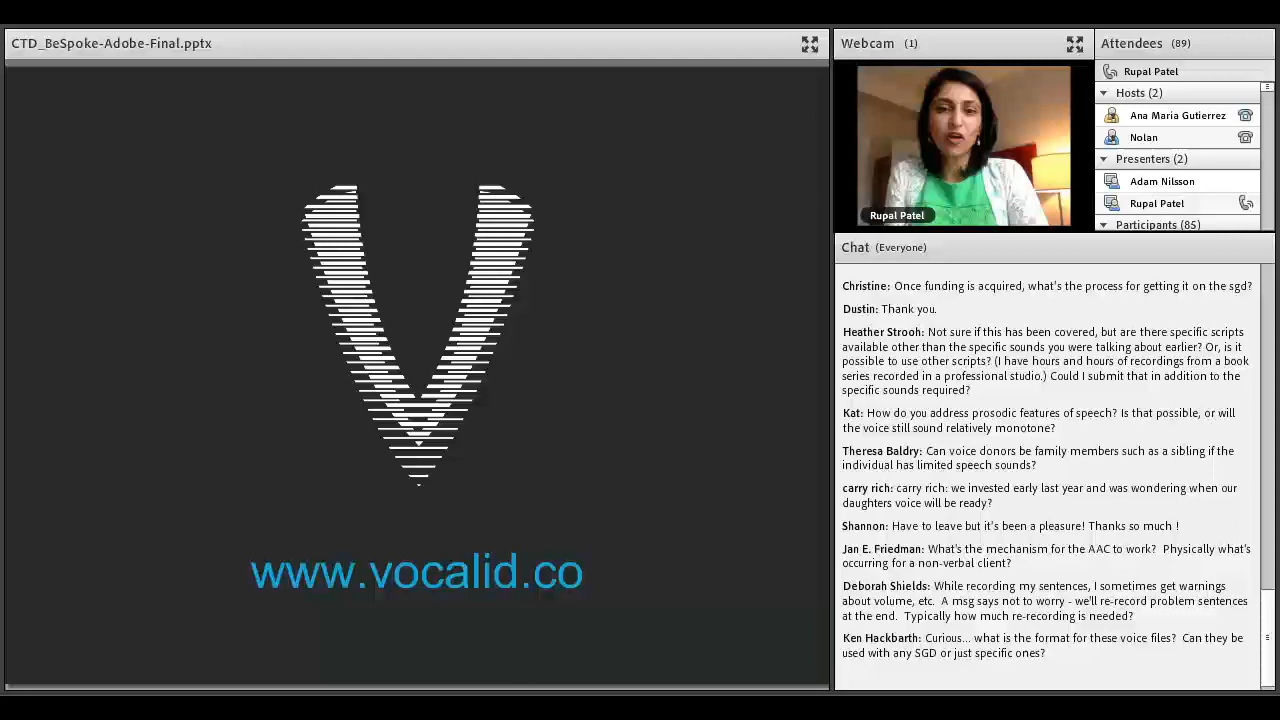 CTD_BeSpoke-Adobe-Final.pptx
www.vocalid.co
Webcam (1)
Rupal Patel
Attendees (89)
Rupal Patel
Hosts (2)
Ana Maria Gutierrez
Nolan
Presenters (2)
Adam Nilsson
Rupal Patel
Participants (85)
Chat (Everyone)
Christine: Once funding is acquired, what's the process for getting it on the sgd?
Dustin: Thank you.
Heather Strooh: Not sure if this has been covered, but are there specific scripts
available other than the specific sounds you were talking about earlier? Or, is it
possible to use other scripts? (I have hours and hours of recordings from a book
series recorded in a professional studio.) Could I submit that in addition to the
specific sounds required?
Kat: How do you address prosodic features of speech. Is that possible, or will
the voice still sound relatively monotone?
Theresa Baldry: Can voice donors be family members such as a sibling if the
individual has limited speech sounds?
carry rich: carry rich: we invested early last year and was wondering when our
daughters voice will be ready?
Shannon: Have to leave but it's been a pleasure! Thanks so much !
Jan E. Friedman: What's the mechanism for the AAC to work? Physically what's
occurring for a non-verbal client?
Deborah Shields: While recording my sentences, I sometimes get warnings
about volume, etc. A msg says not to worry - we'll re-record problem sentences
at the end. Typically how much re-recording is needed?
Ken Hackbarth: Curious... what is the format for these voice files? Can they be
used with any SGD or just specific ones?